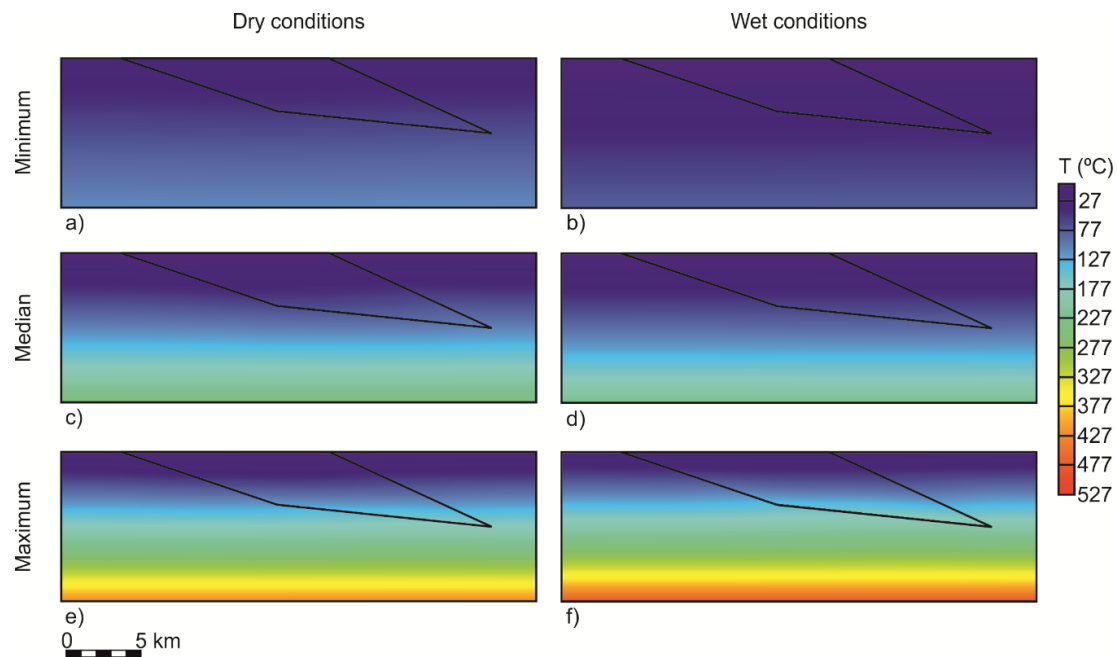 Dry conditions
Wet conditions
Minimum
a)
b)
T (ºC)
27
77
127
177
227
277
327
377
427
477
527
Median
c)
d)
Maximum
e)
f)
0 5 km